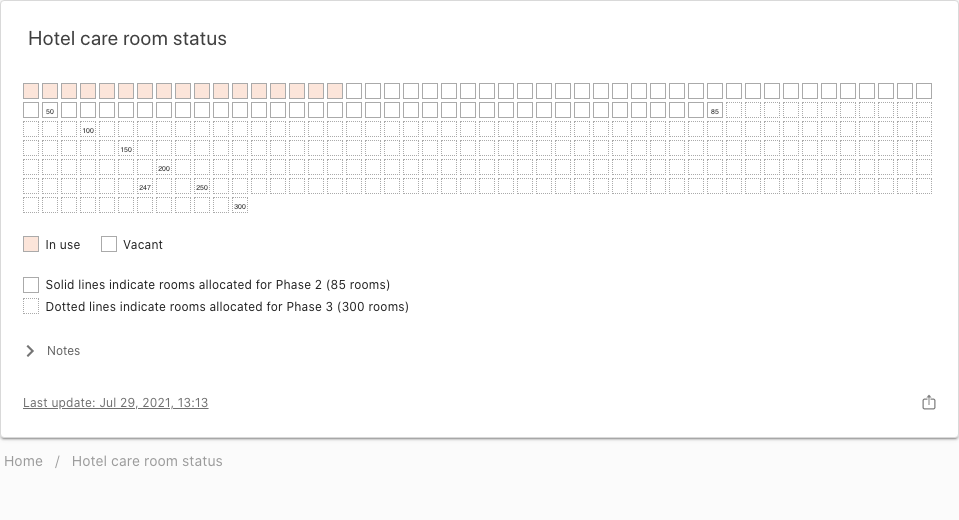 Hotel care room status
50
85
100
150
200
247 250
300
In use Vacant
Solid lines indicate rooms allocated for Phase 2 (85 rooms)
Dotted lines indicate rooms allocated for Phase 3 (300 rooms)
Notes
Last update: Jul 29, 2021, 13:13
Home / Hotel care room status